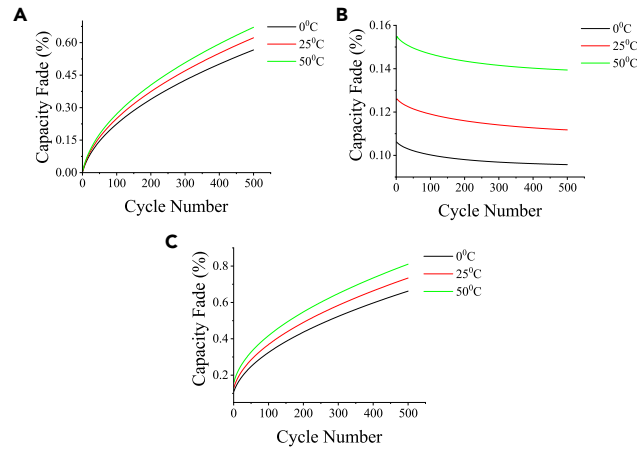 A
Capacity Fade (%)
0.60
0.45
0.30
0.15
0.00
0 100 200 300 400 500
Cycle Number
0⁰C
25⁰C
50⁰C
B
Capacity Fade (%)
0.16
0.14
0.12
0.10
0 100 200 300 400 500
Cycle Number
0⁰C
25⁰C
50⁰C
C
Capacity Fade (%)
0.8
0.6
0.4
0.2
0 100 200 300 400 500
Cycle Number
0⁰C
25⁰C
50⁰C